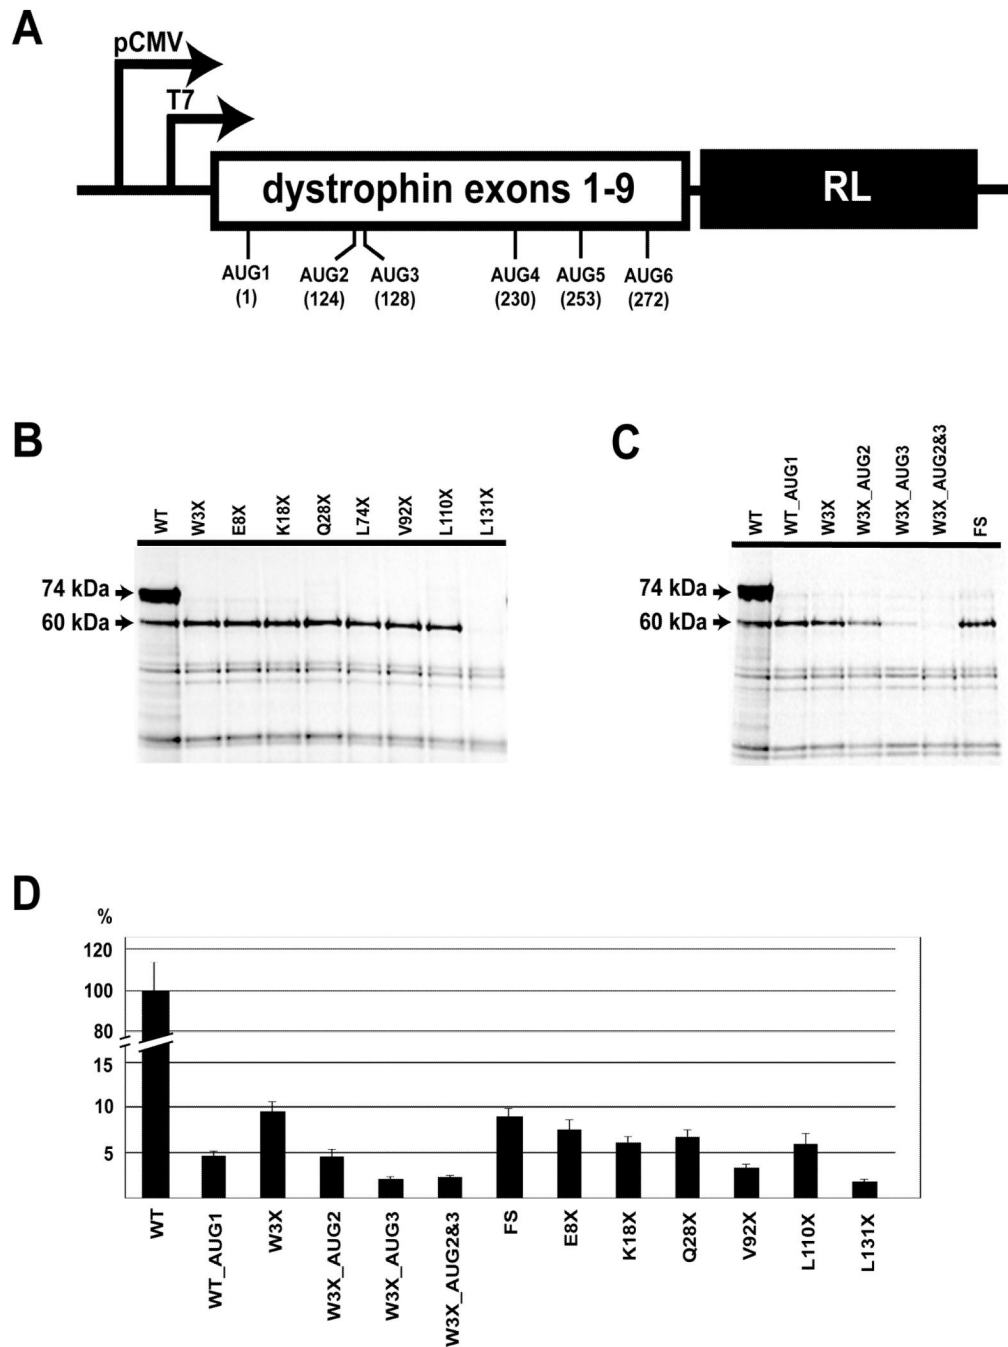 A
pCMV
T7
dystrophin exons 1-9
RL
AUG1 AUG2 AUG3 AUG4 AUG5 AUG6
(1) (124) (128) (230) (253) (272)
B
WT W3X E8X K18X Q28X L74X V92X L110X L131X
74 kDa
60 kDa
C
WT WT_AUG1 W3X W3X_AUG2 W3X_AUG3 W3X_AUG2&3 FS
74 kDa
60 kDa
D
%
120
100
80
15
10
5
WT WT_AUG1 W3X W3X_AUG2 W3X_AUG3 W3X_AUG2&3 FS E8X K18X Q28X V92X L110X L131X